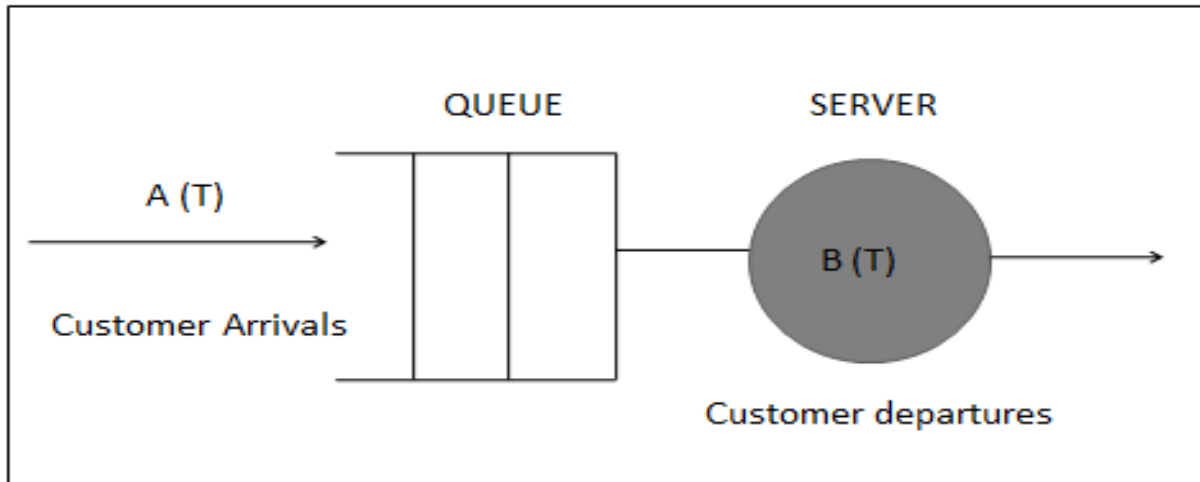 QUEUE
SERVER
A (T)
B (T)
Customer Arrivals
Customer departures